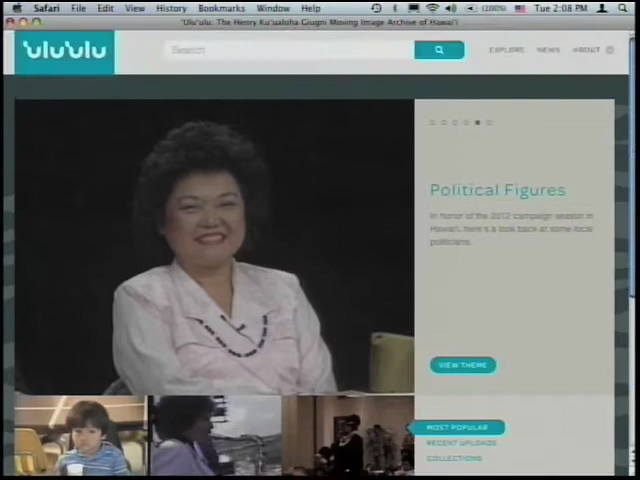 Safari File Edit View History Bookmarks Window Help (100%) Tue 2:08 PM
'Ulu'ulu: The Henry Ku'ualoha Giugni Moving Image Archive of Hawai'i
'ulu'ulu
Search
EXPLORE NEWS ABOUT
Political Figures
In honor of the 2012 campaign season in
Hawai'i, here's a look back at some local
politicians.
VIEW THEME
MOST POPULAR
RECENT UPLOADS
COLLECTIONS